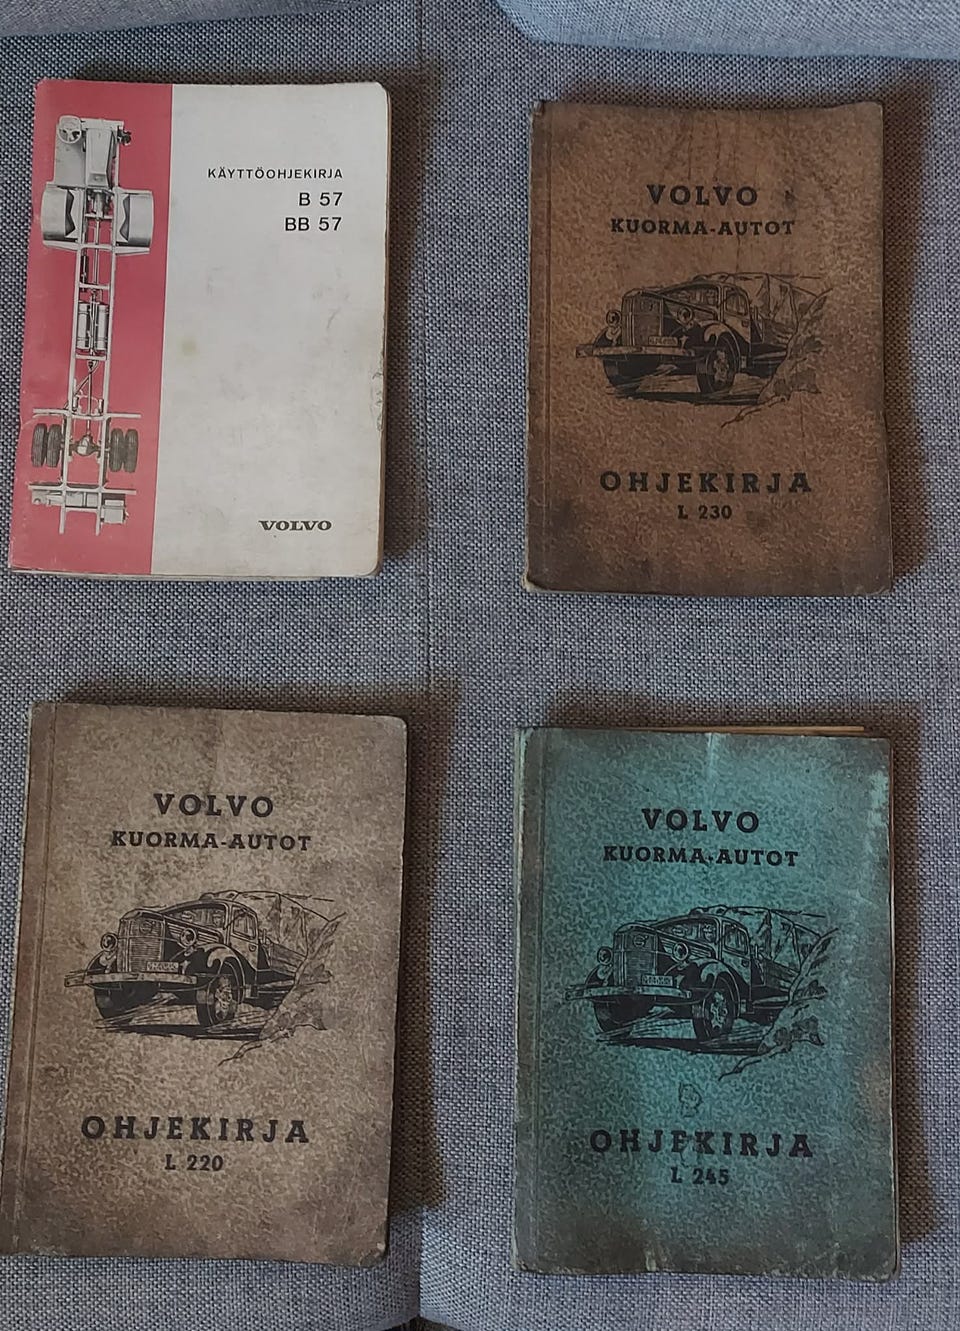 KÄYTTÖOHJEKIRJA
B 57
BB 57
VOLVO
VOLVO
KUORMA-AUTOT
OHJEKIRJA
L 230
VOLVO
KUORMA-AUTOT
OHJEKIRJA
L 220
VOLVO
KUORMA-AUTOT
OHJEKIRJA
L 245